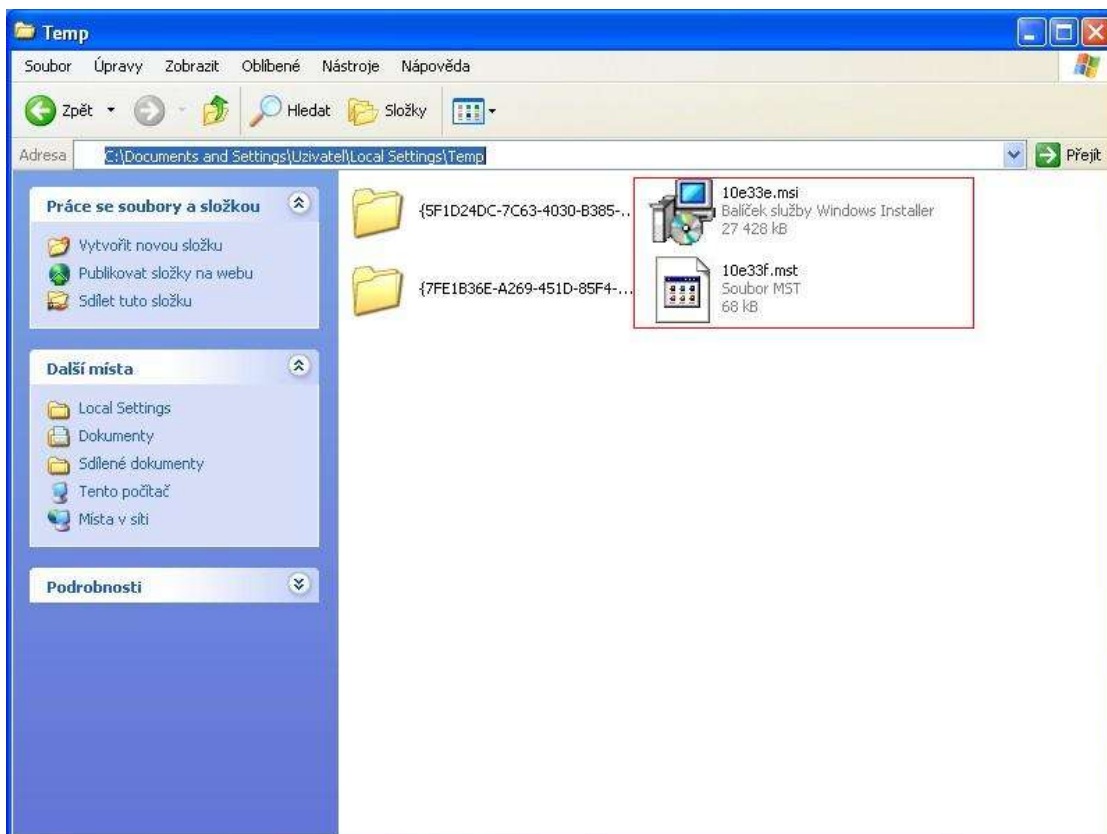 Temp
Soubor Úpravy Zobrazit Oblíbené Nástroje Nápověda
Zpět Hledat Složky
Adresa C:\Documents and Settings\Uzivatel\Local Settings\Temp Přejít
Práce se soubory a složkou
Vytvořit novou složku
Publikovat složky na webu
Sdílet tuto složku
Další místa
Local Settings
Dokumenty
Sdílené dokumenty
Tento počítač
Místa v síti
Podrobnosti
{5F1D24DC-7C63-4030-B385-...
{7FE1B36E-A269-451D-85F4-...
10e33e.msi
Balíček služby Windows Installer
27 428 kB
10e33f.mst
Soubor MST
68 kB